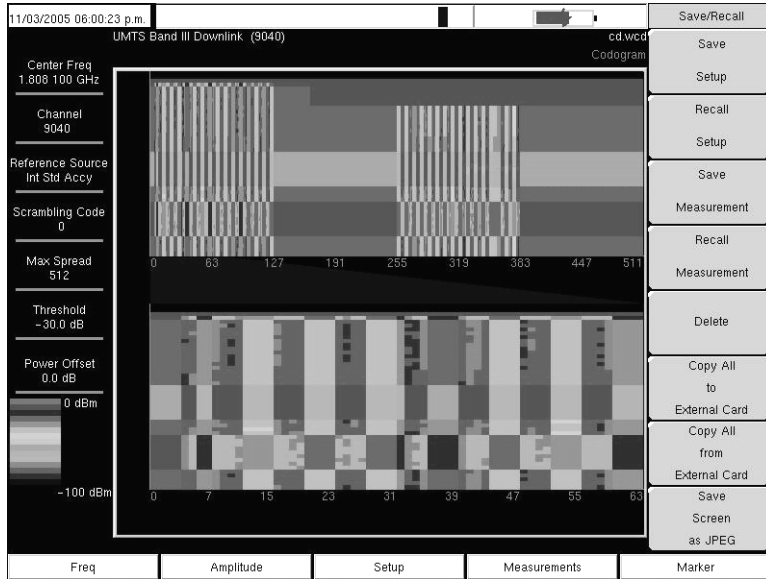 11/03/2005 06:00:23 p.m.
Save/Recall
UMTS Band III Downlink (9040)
cd.wcd
Codogram
Center Freq
1.808 100 GHz
Channel
9040
Reference Source
Int Std Accy
Scrambling Code
0
Max Spread
512
Threshold
-30.0 dB
Power Offset
0.0 dB
0 dBm
-100 dBm
0 63 127 191 255 319 383 447 511
0 7 15 23 31 39 47 55 63
Save
Setup
Recall
Setup
Save
Measurement
Recall
Measurement
Delete
Copy All
to
External Card
Copy All
from
External Card
Save
Screen
as JPEG
Freq
Amplitude
Setup
Measurements
Marker